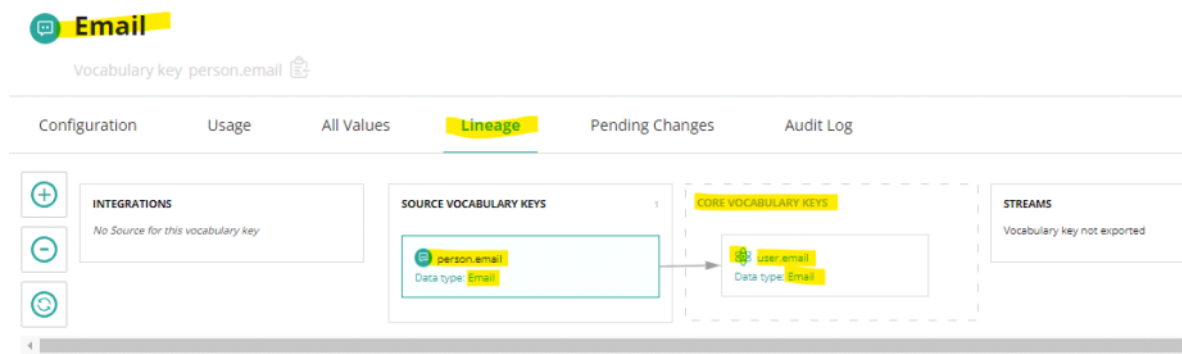 Email
Vocabulary key person.email
Configuration Usage All Values Lineage Pending Changes Audit Log
INTEGRATIONS
No Source for this vocabulary key
SOURCE VOCABULARY KEYS 1
person.email
Data type: Email
CORE VOCABULARY KEYS
user.email
Data type: Email
STREAMS
Vocabulary key not exported